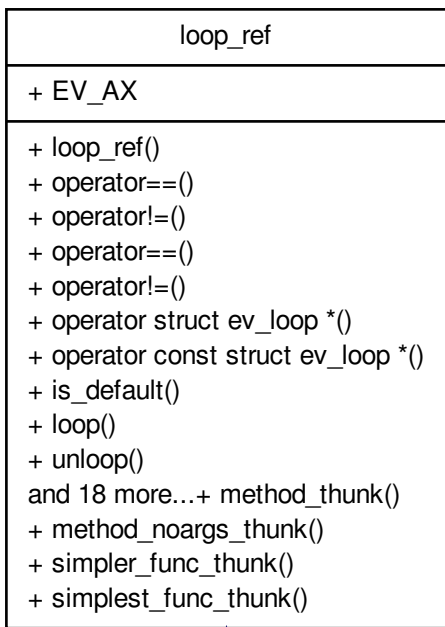 loop_ref
+ EV_AX
+ loop_ref()
+ operator==()
+ operator!=()
+ operator==()
+ operator!=()
+ operator struct ev_loop *()
+ operator const struct ev_loop *()
+ is_default()
+ loop()
+ unloop()
and 18 more...+ method_thunk()
+ method_noargs_thunk()
+ simpler_func_thunk()
+ simplest_func_thunk()